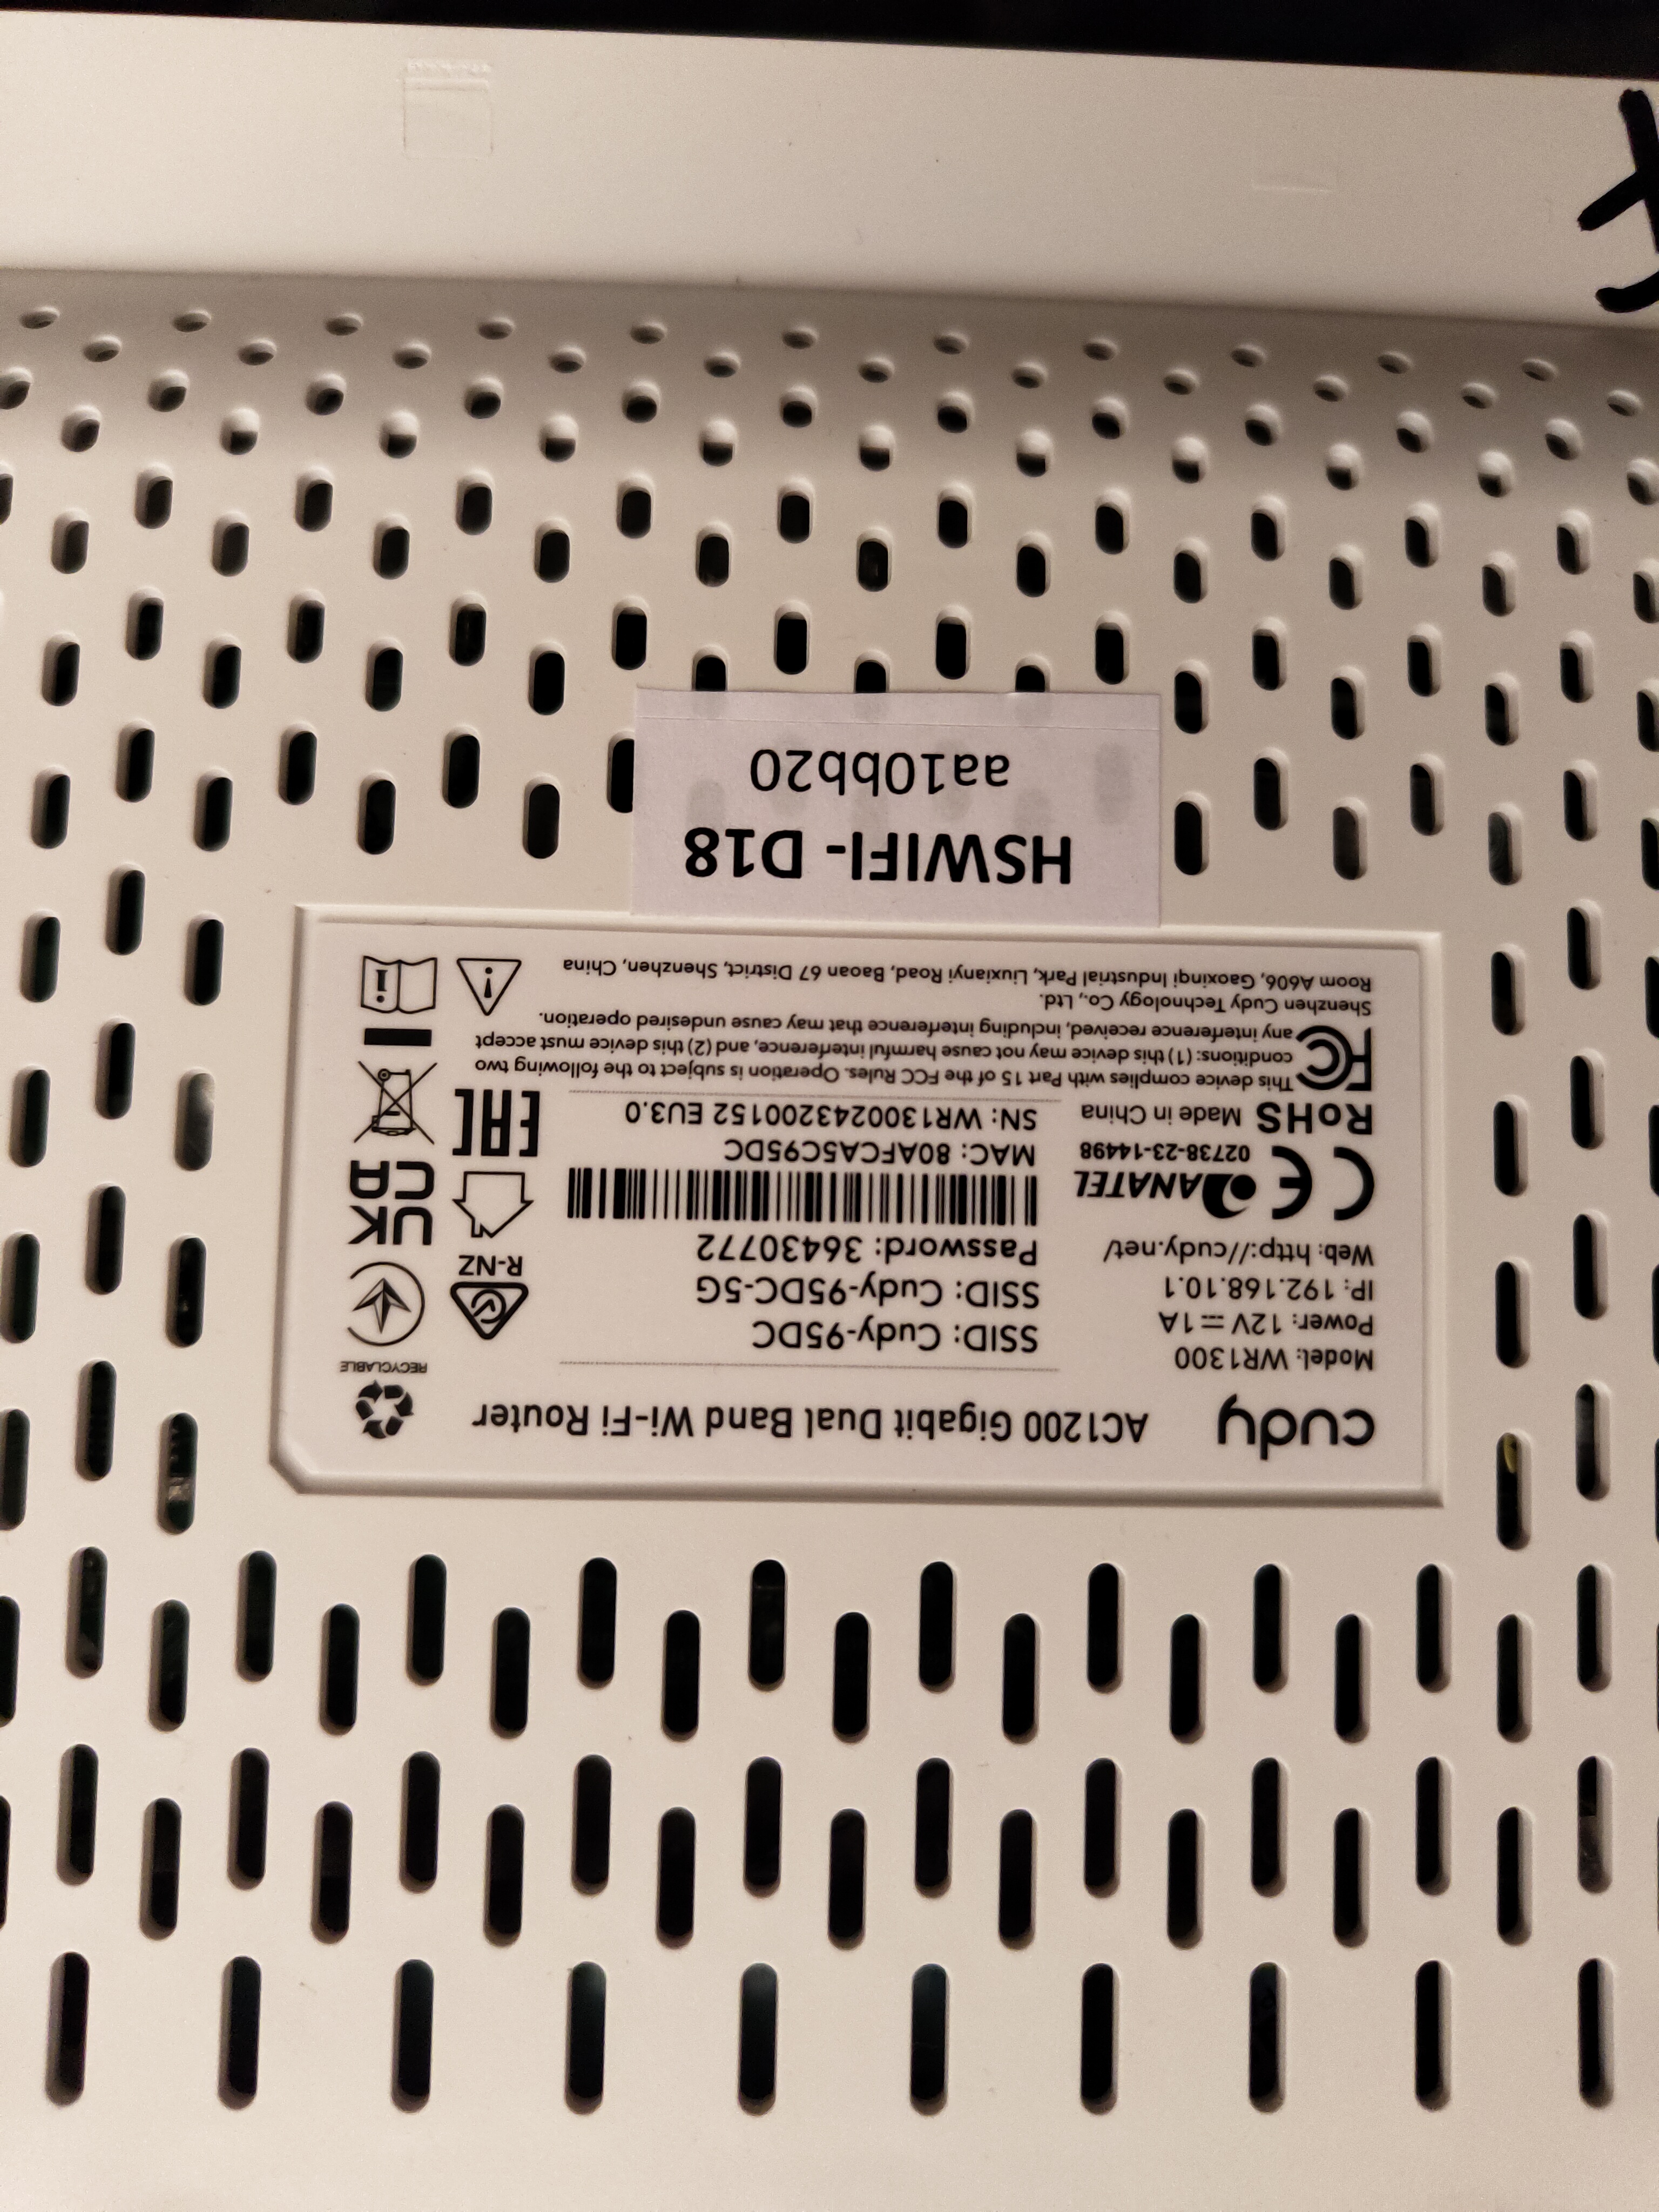 cudy AC1200 Gigabit Dual Band Wi-Fi Router
RECYCLABLE
Model: WR1300
Power: 12V ⎓ 1A
IP: 192.168.10.1
Web: http://cudy.net/
SSID: Cudy-95DC
SSID: Cudy-95DC-5G
Password: 36430772
R-NZ
CE ANATEL
02738-23-14498
RoHS Made in China
MAC: 80AFCA5C95DC
SN: WR1300243200152 EU3.0
UK
CA
EAC
FC
This device complies with Part 15 of the FCC Rules. Operation is subject to the following two
conditions: (1) this device may not cause harmful interference, and (2) this device must accept
any interference received, including interference that may cause undesired operation.
Shenzhen Cudy Technology Co., Ltd.
Room A606, Gaoxinqi Industrial Park, Liuxianyi Road, Baoan 67 District, Shenzhen, China
HSWIFI- D18
aa10bb20